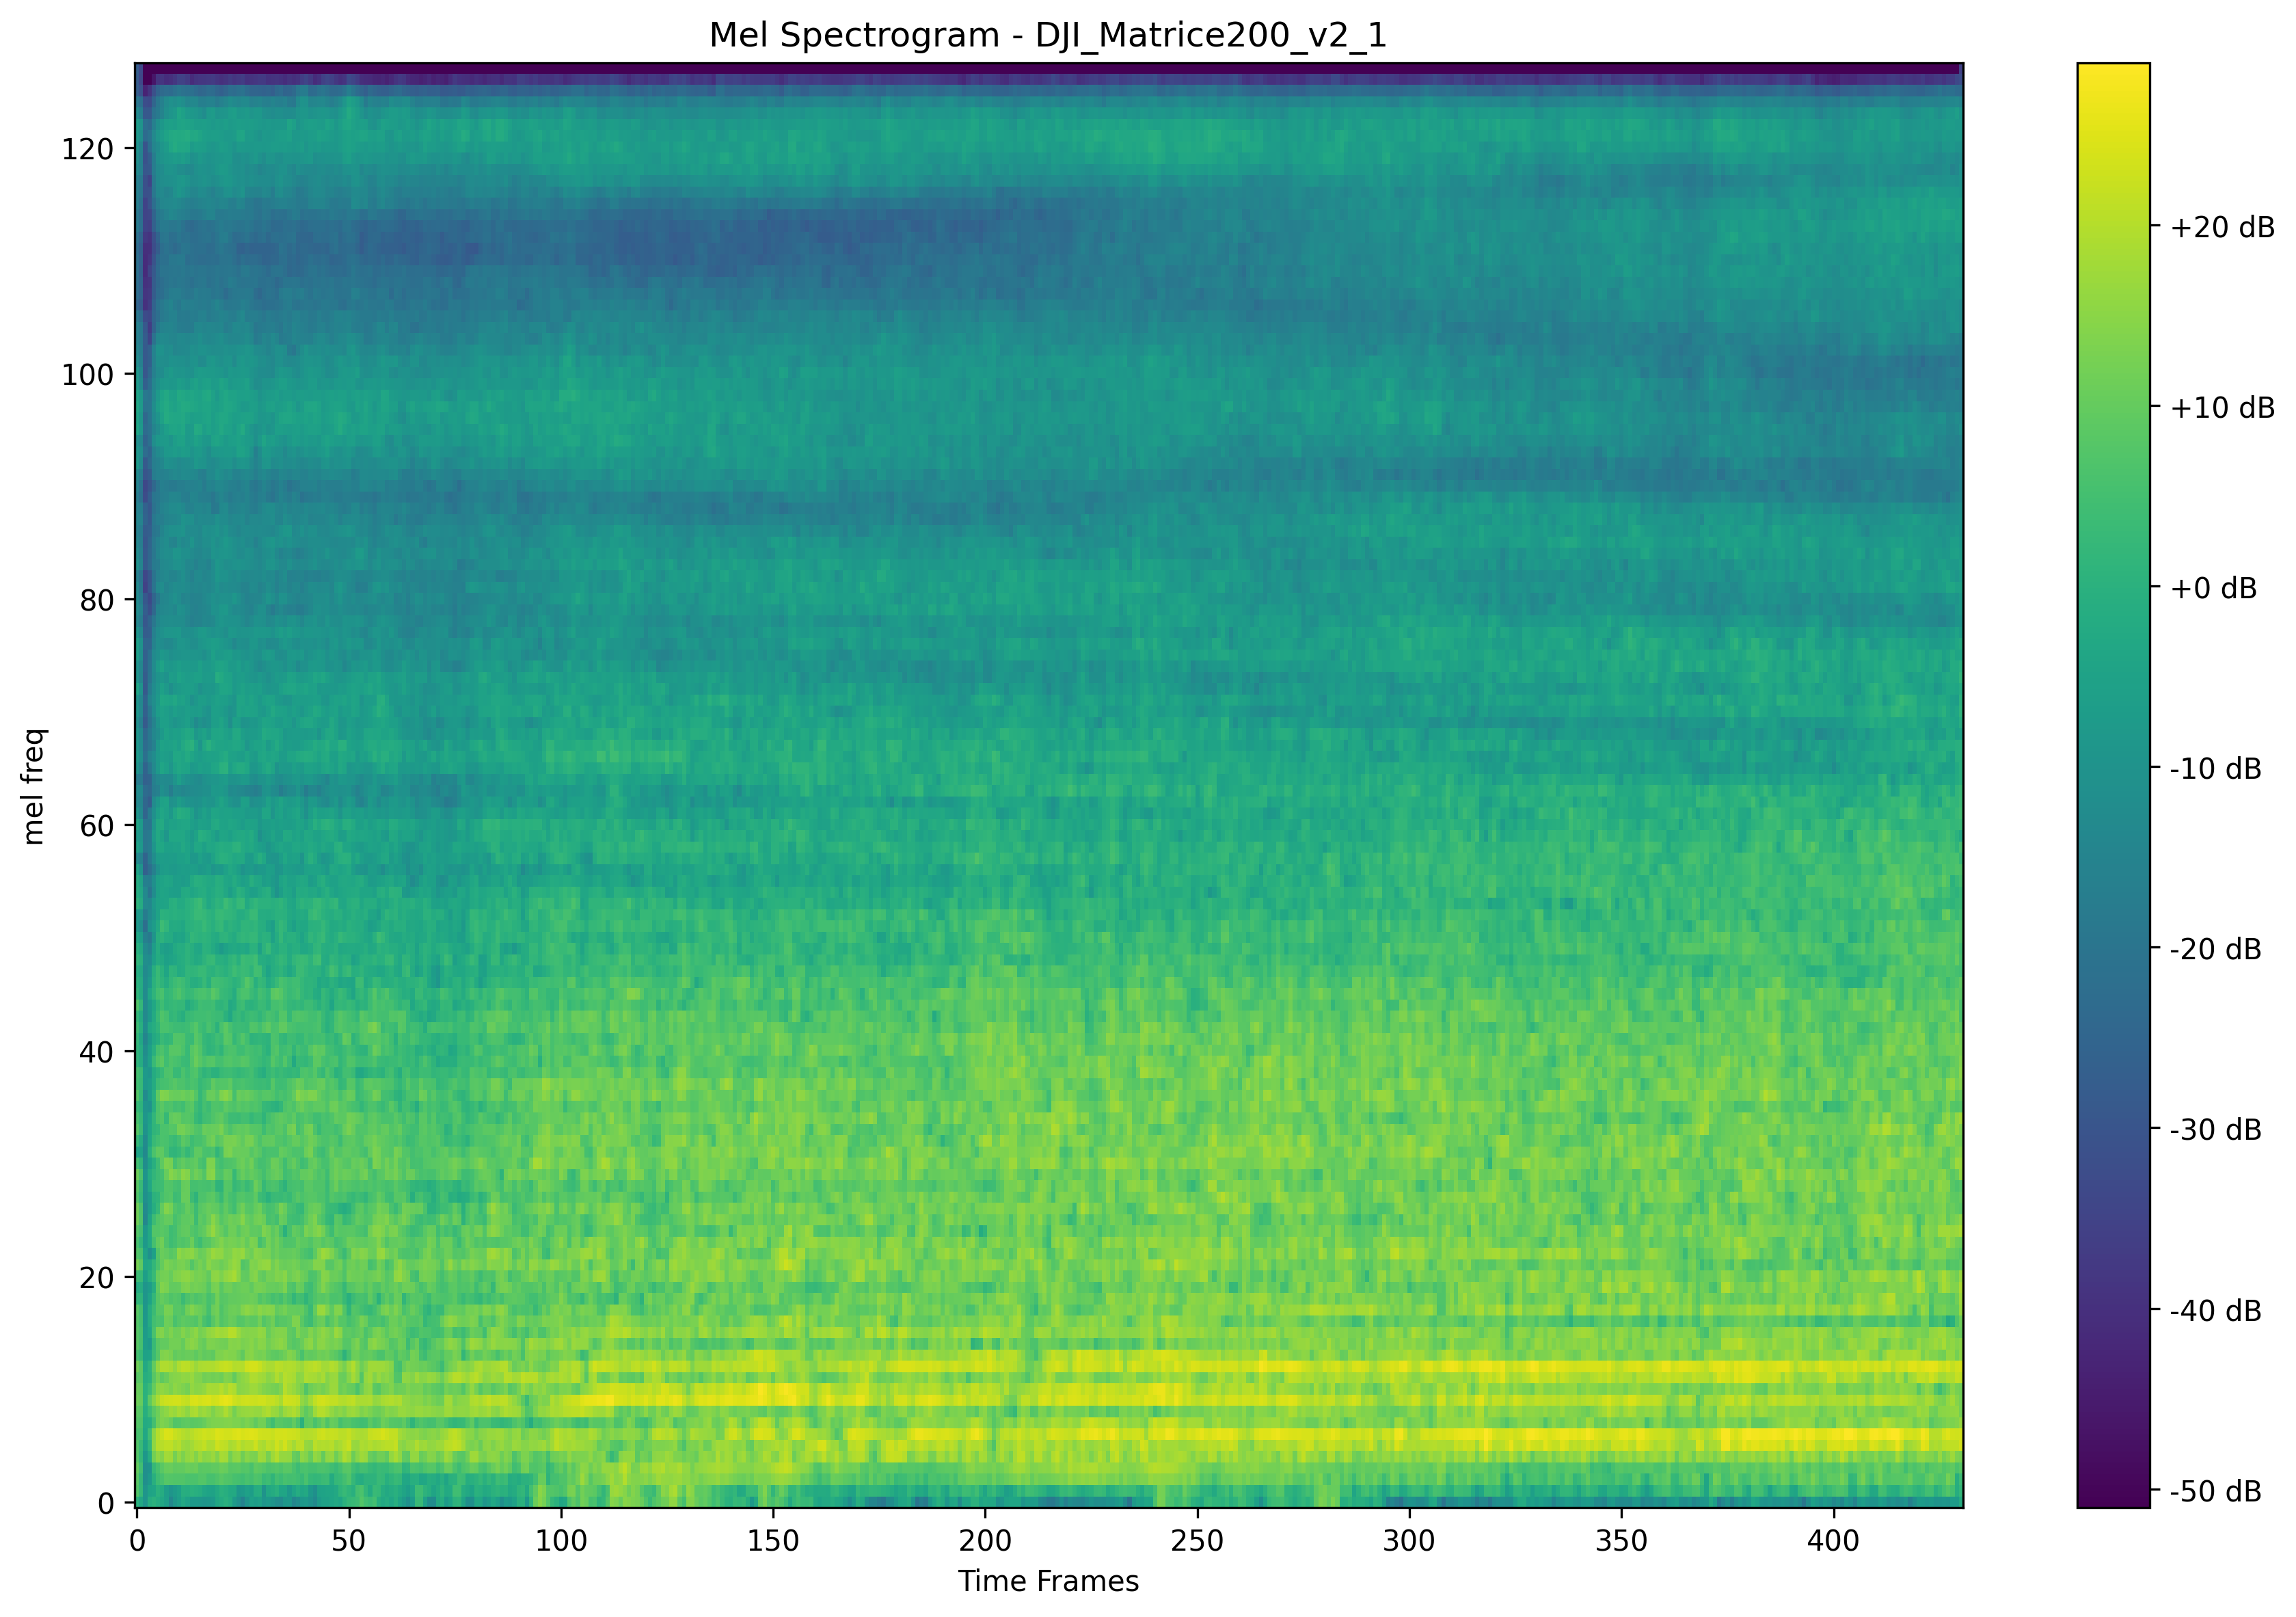 Mel Spectrogram - DJI_Matrice200_v2_1
mel freq
120
100
80
60
40
20
0
0 50 100 150 200 250 300 350 400
Time Frames
+20 dB
+10 dB
+0 dB
-10 dB
-20 dB
-30 dB
-40 dB
-50 dB